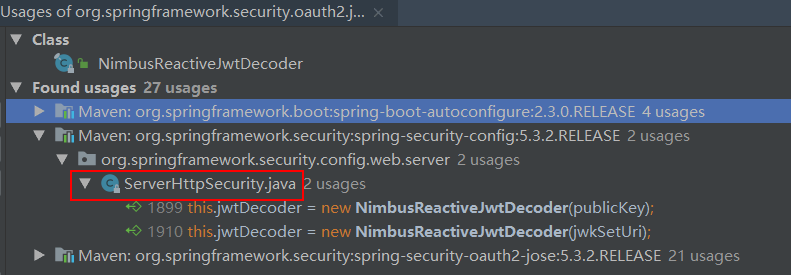 Usages of org.springframework.security.oauth2.j...
Class
NimbusReactiveJwtDecoder
Found usages 27 usages
Maven: org.springframework.boot:spring-boot-autoconfigure:2.3.0.RELEASE 4 usages
Maven: org.springframework.security:spring-security-config:5.3.2.RELEASE 2 usages
org.springframework.security.config.web.server 2 usages
ServerHttpSecurity.java 2 usages
1899 this.jwtDecoder = new NimbusReactiveJwtDecoder(publicKey);
1910 this.jwtDecoder = new NimbusReactiveJwtDecoder(jwkSetUri);
Maven: org.springframework.security:spring-security-oauth2-jose:5.3.2.RELEASE 21 usages